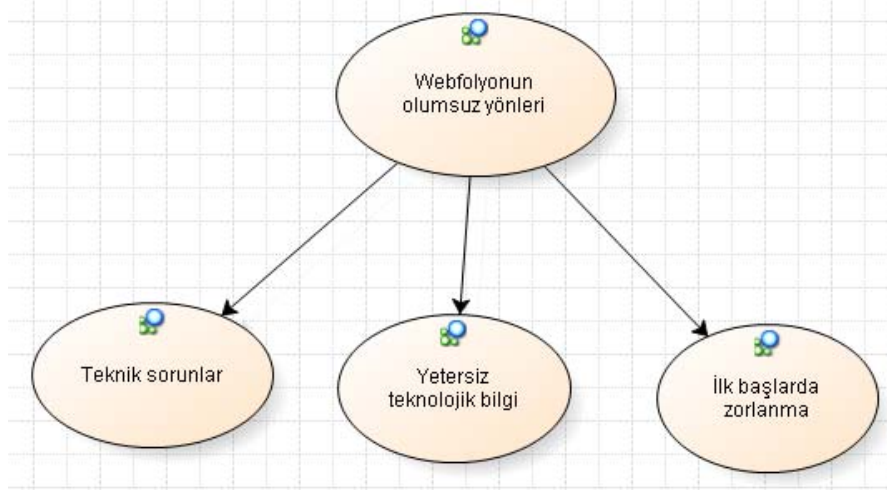 Webfolyonun
olumsuz yönleri
Teknik sorunlar
Yetersiz
teknolojik bilgi
İlk başlarda
zorlanma